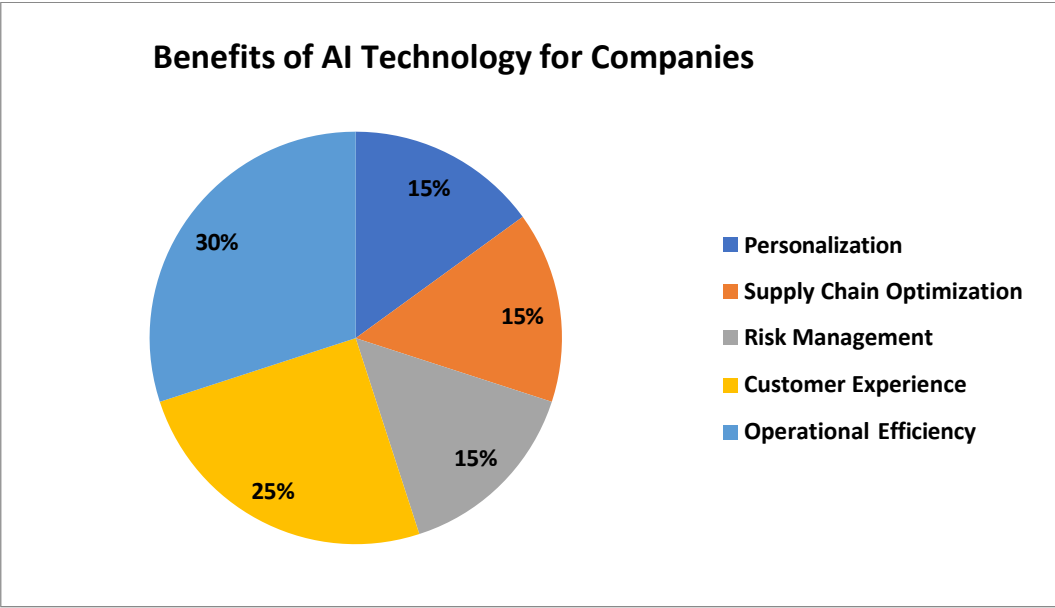 Benefits of AI Technology for Companies
15%
30%
15%
15%
25%
Personalization
Supply Chain Optimization
Risk Management
Customer Experience
Operational Efficiency